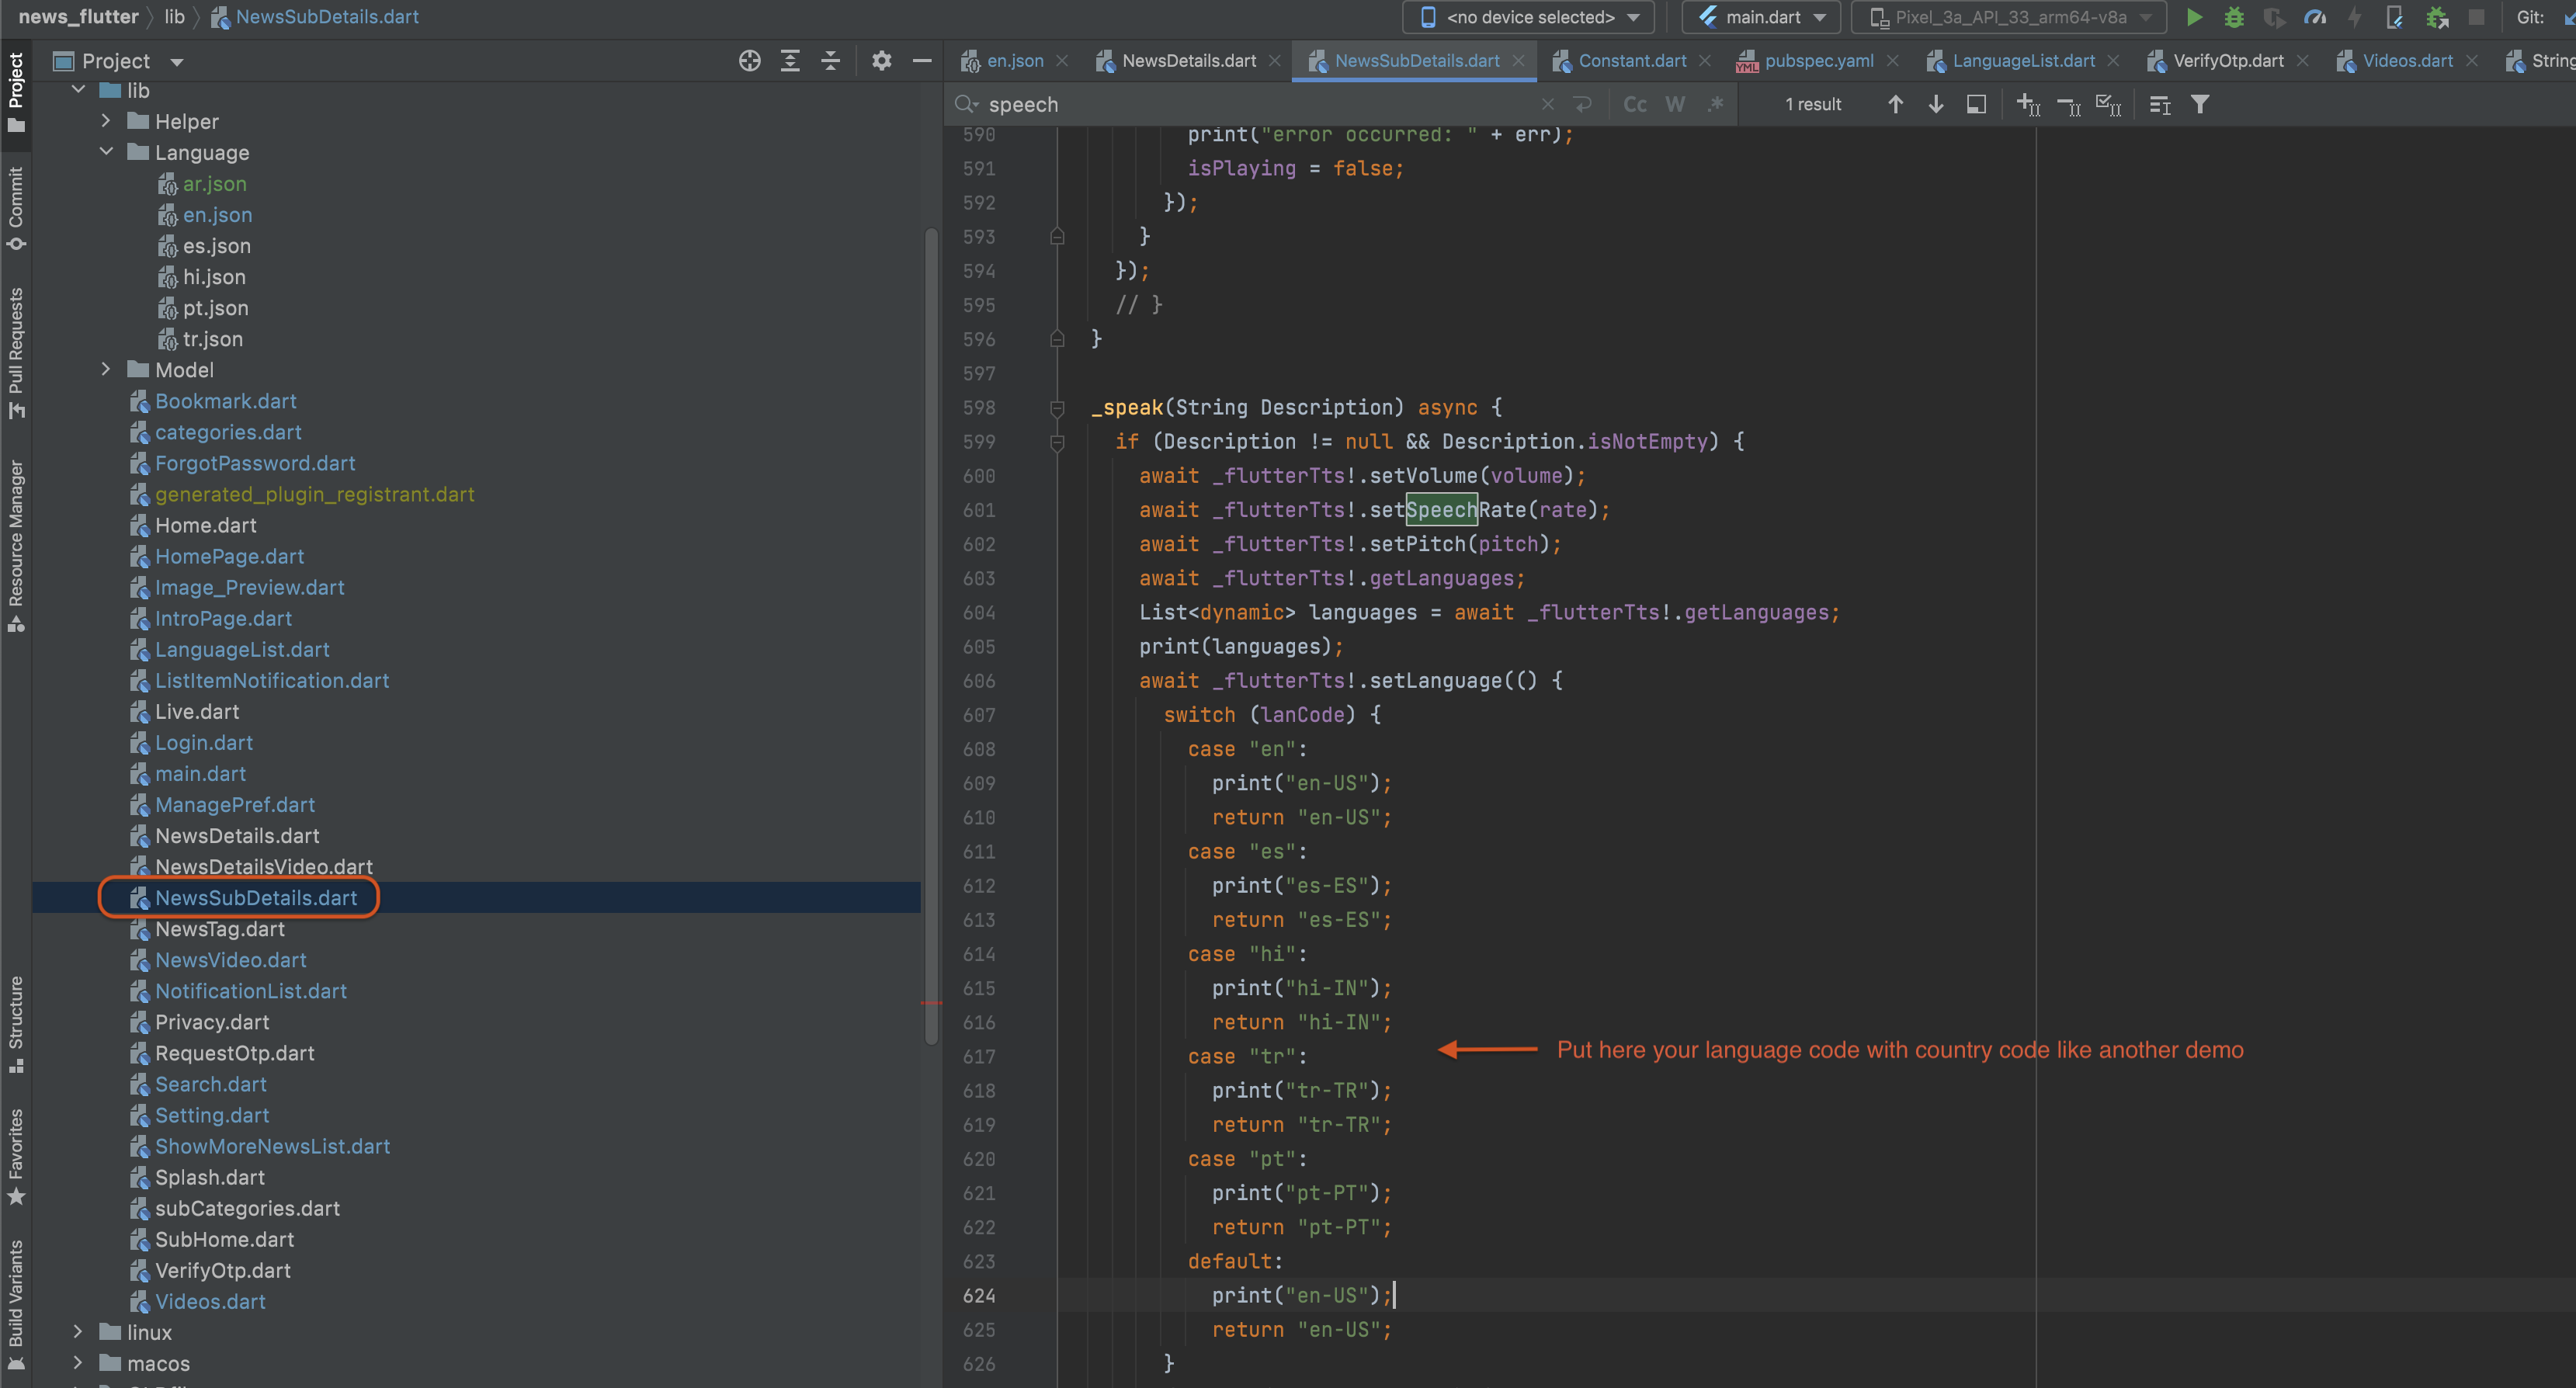 news_flutter
lib
NewsSubDetails.dart
<no device selected>
main.dart
Pixel_3a_API_33_arm64-v8a
Git:
Project
Commit
Pull Requests
Resource Manager
Structure
Favorites
Build Variants
Project
lib
Helper
Language
ar.json
en.json
es.json
hi.json
pt.json
tr.json
Model
Bookmark.dart
categories.dart
ForgotPassword.dart
generated_plugin_registrant.dart
Home.dart
HomePage.dart
Image_Preview.dart
IntroPage.dart
LanguageList.dart
ListItemNotification.dart
Live.dart
Login.dart
main.dart
ManagePref.dart
NewsDetails.dart
NewsDetailsVideo.dart
NewsSubDetails.dart
NewsTag.dart
NewsVideo.dart
NotificationList.dart
Privacy.dart
RequestOtp.dart
Search.dart
Setting.dart
ShowMoreNewsList.dart
Splash.dart
subCategories.dart
SubHome.dart
VerifyOtp.dart
Videos.dart
linux
macos
en.json
NewsDetails.dart
NewsSubDetails.dart
Constant.dart
YML
pubspec.yaml
LanguageList.dart
VerifyOtp.dart
Videos.dart
String
speech
Cc
W
.*
1 result
590 print("error occurred: " + err);
591 isPlaying = false;
592 });
593 }
594 });
595 // }
596 }
597
598 _speak(String Description) async {
599 if (Description != null && Description.isNotEmpty) {
600 await _flutterTts!.setVolume(volume);
601 await _flutterTts!.setSpeechRate(rate);
602 await _flutterTts!.setPitch(pitch);
603 await _flutterTts!.getLanguages;
604 List<dynamic> languages = await _flutterTts!.getLanguages;
605 print(languages);
606 await _flutterTts!.setLanguage(() {
607 switch (lanCode) {
608 case "en":
609 print("en-US");
610 return "en-US";
611 case "es":
612 print("es-ES");
613 return "es-ES";
614 case "hi":
615 print("hi-IN");
616 return "hi-IN";
617 case "tr":
618 print("tr-TR");
619 return "tr-TR";
620 case "pt":
621 print("pt-PT");
622 return "pt-PT";
623 default:
624 print("en-US");
625 return "en-US";
626 }
Put here your language code with country code like another demo